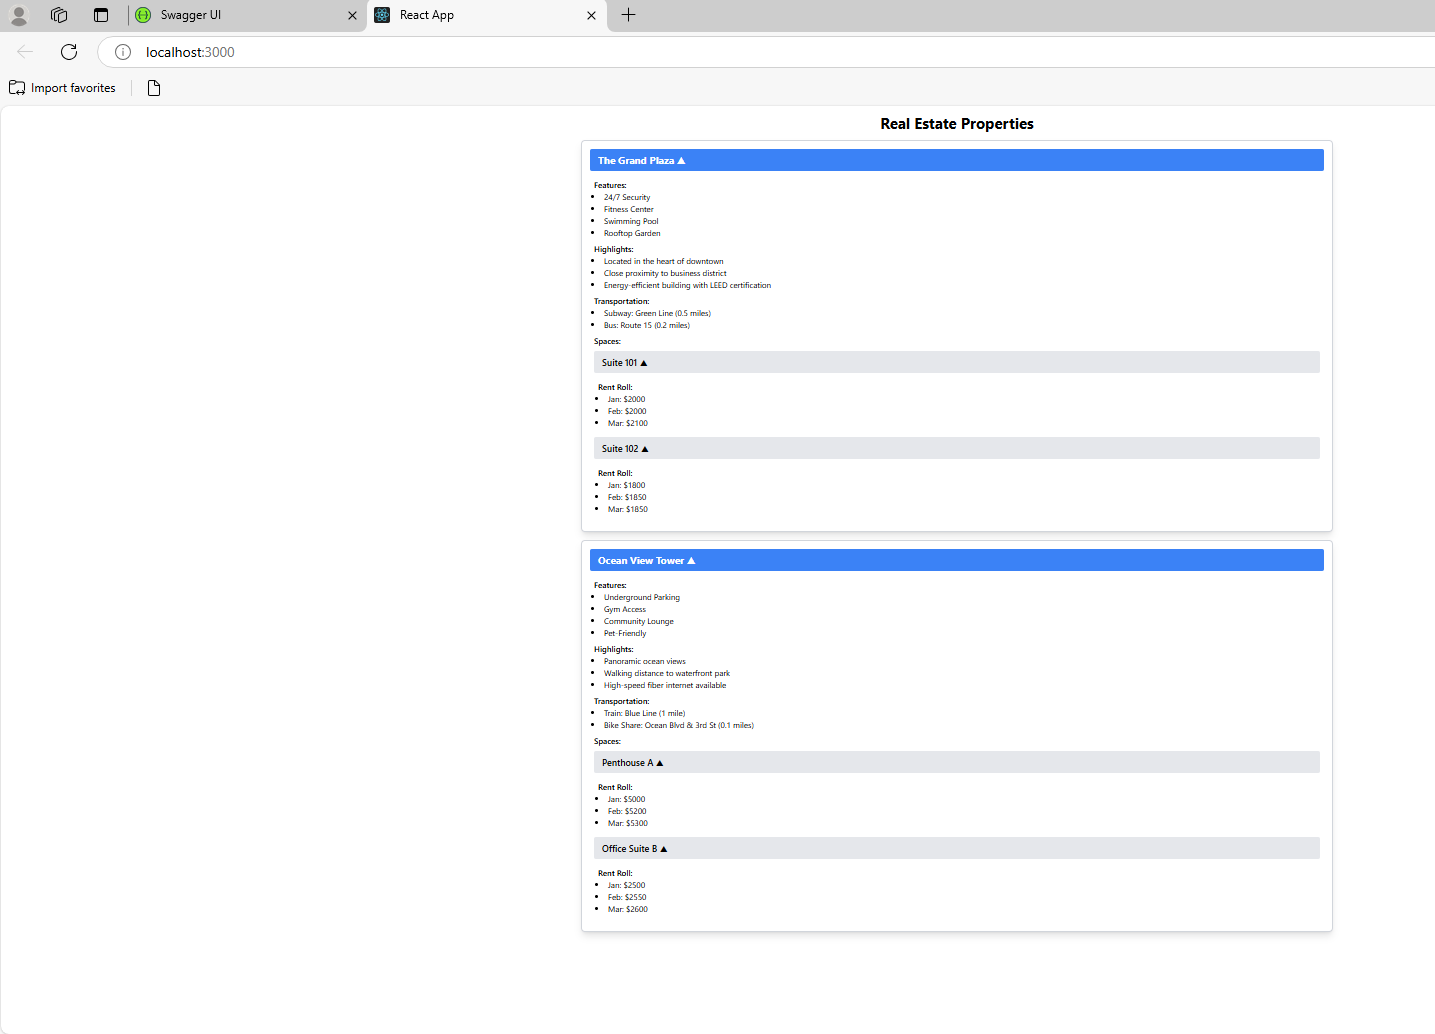 Swagger UI
React App
localhost:3000
Import favorites
Real Estate Properties
The Grand Plaza ▲
Features:
• 24/7 Security
• Fitness Center
• Swimming Pool
• Rooftop Garden
Highlights:
• Located in the heart of downtown
• Close proximity to business district
• Energy-efficient building with LEED certification
Transportation:
• Subway: Green Line (0.5 miles)
• Bus: Route 15 (0.2 miles)
Spaces:
Suite 101 ▲
Rent Roll:
• Jan: $2000
• Feb: $2000
• Mar: $2100
Suite 102 ▲
Rent Roll:
• Jan: $1800
• Feb: $1850
• Mar: $1850
Ocean View Tower ▲
Features:
• Underground Parking
• Gym Access
• Community Lounge
• Pet-Friendly
Highlights:
• Panoramic ocean views
• Walking distance to waterfront park
• High-speed fiber internet available
Transportation:
• Train: Blue Line (1 mile)
• Bike Share: Ocean Blvd & 3rd St (0.1 miles)
Spaces:
Penthouse A ▲
Rent Roll:
• Jan: $5000
• Feb: $5200
• Mar: $5300
Office Suite B ▲
Rent Roll:
• Jan: $2500
• Feb: $2550
• Mar: $2600